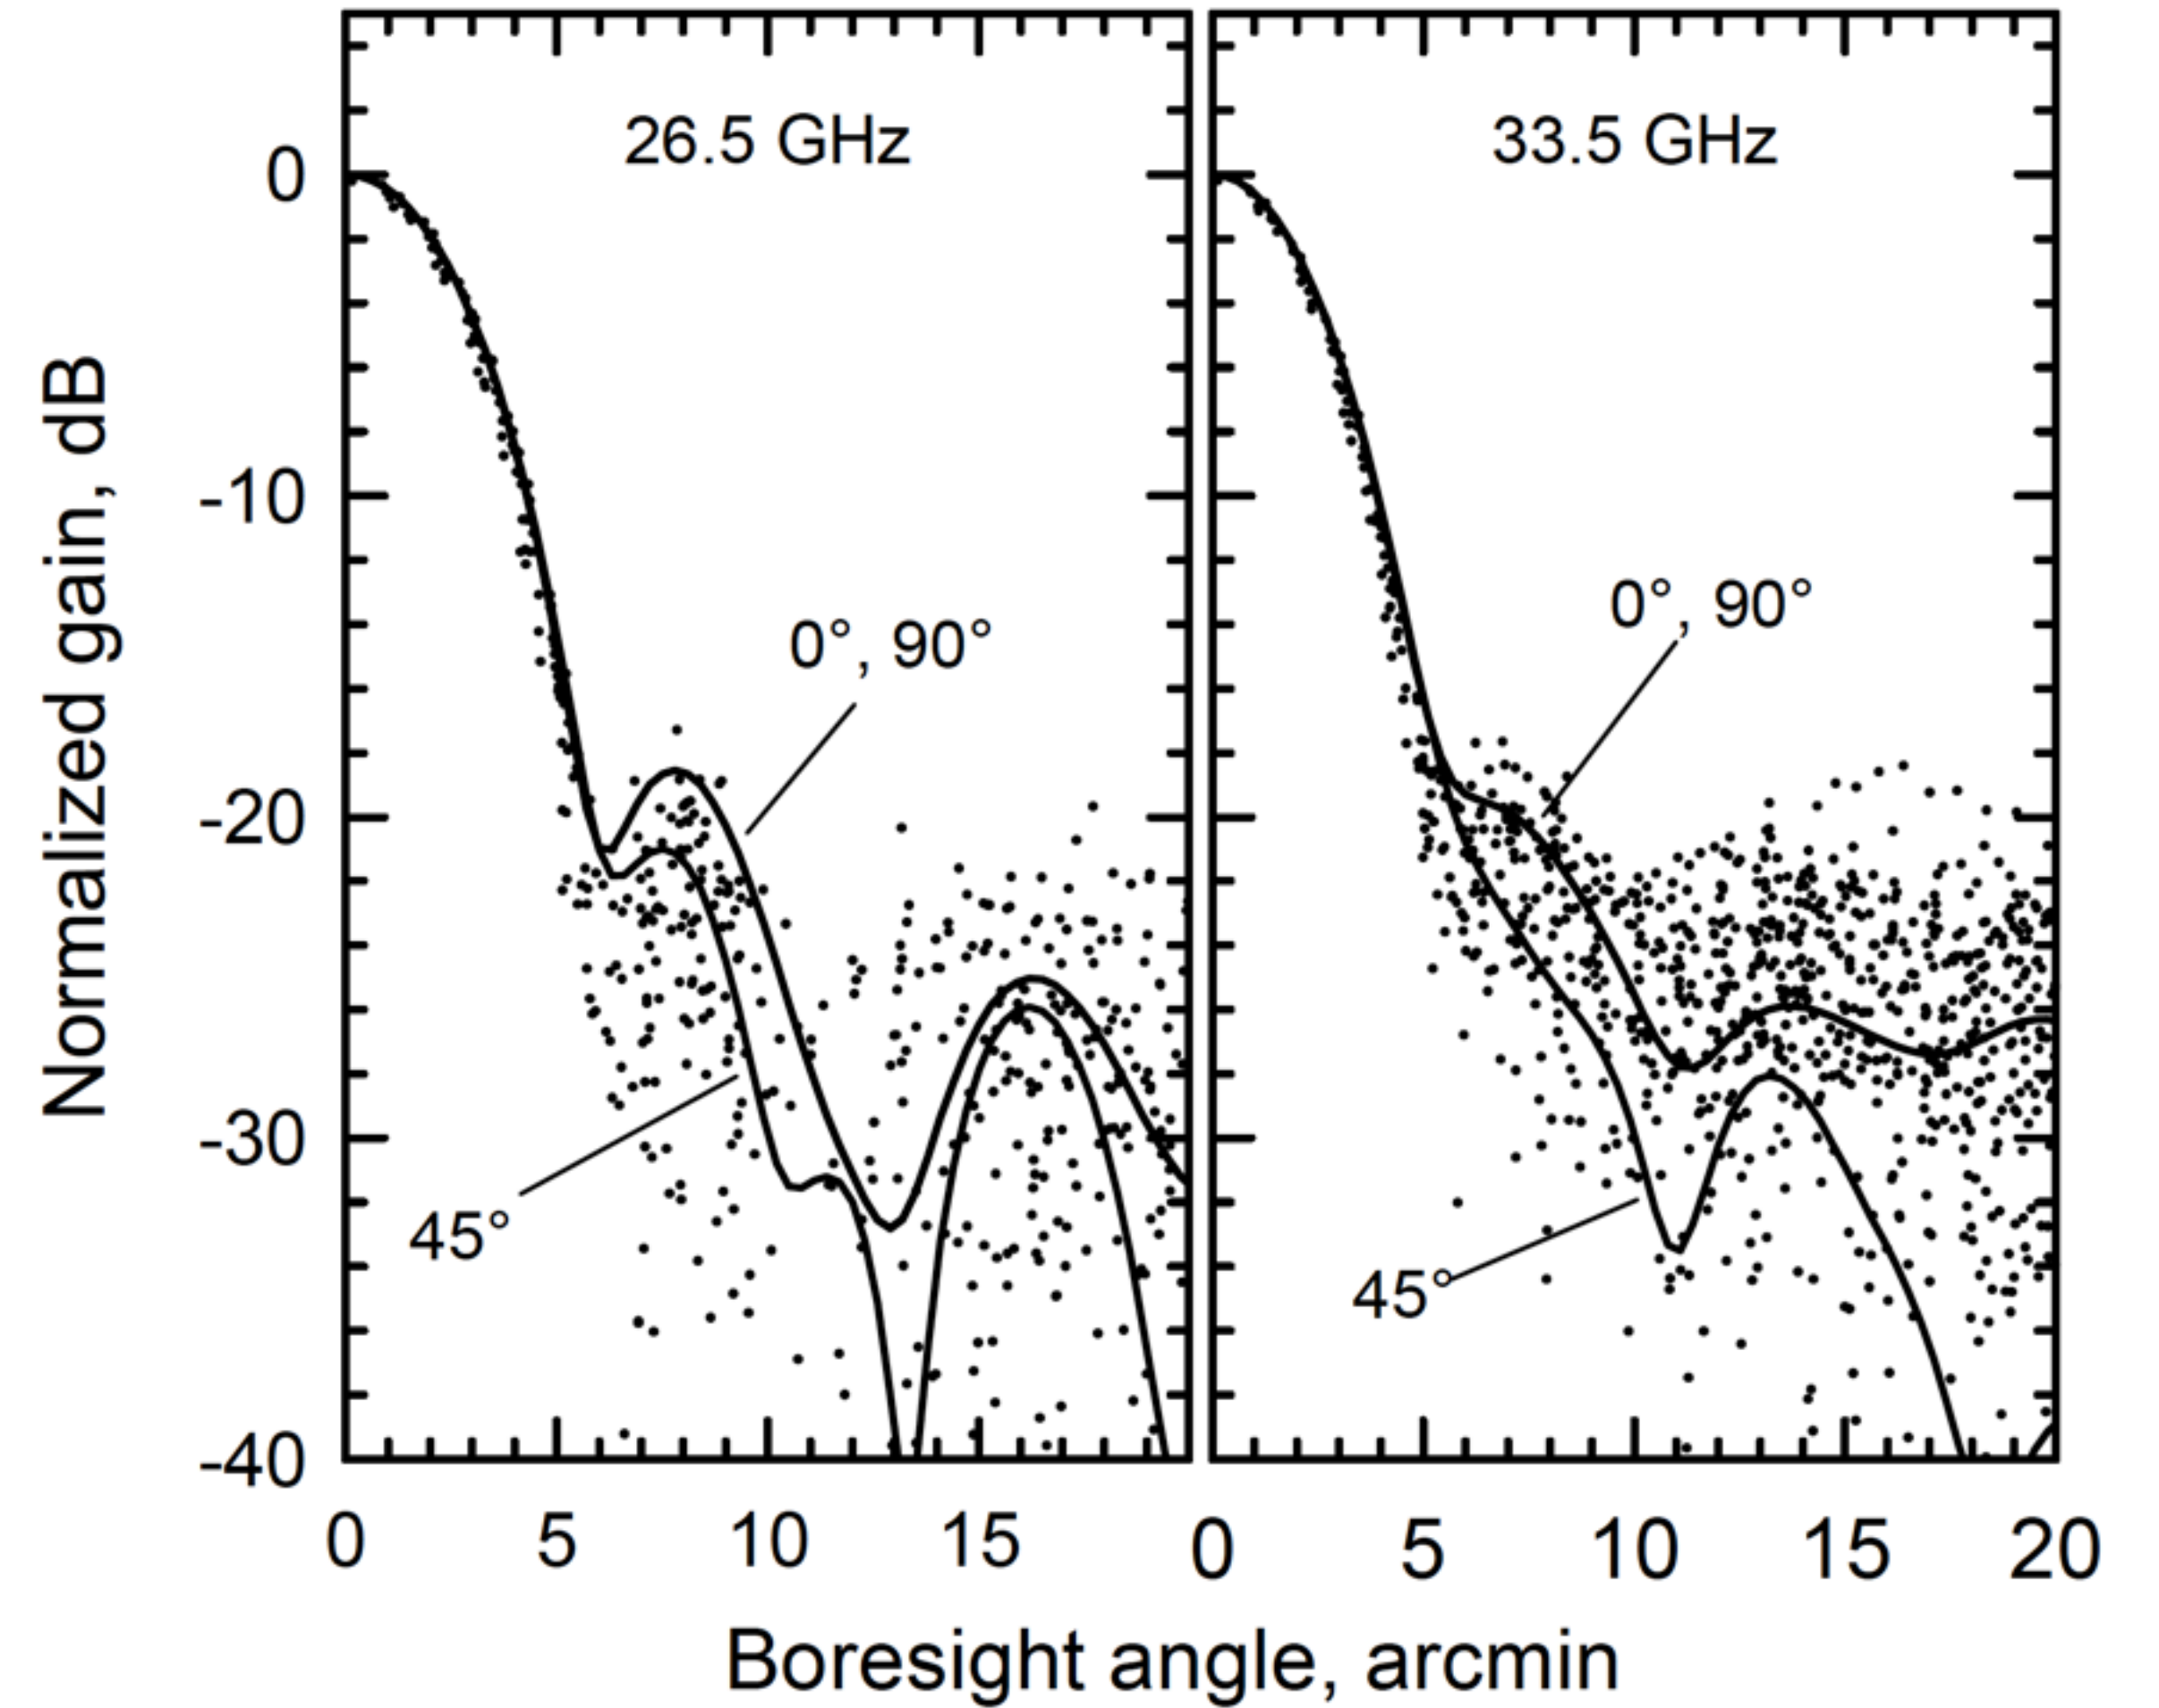 26.5 GHz
33.5 GHz
Normalized gain, dB
0
-10
-20
-30
-40
0°, 90°
45°
0°, 90°
45°
0 5 10 15
0 5 10 15 20
Boresight angle, arcmin